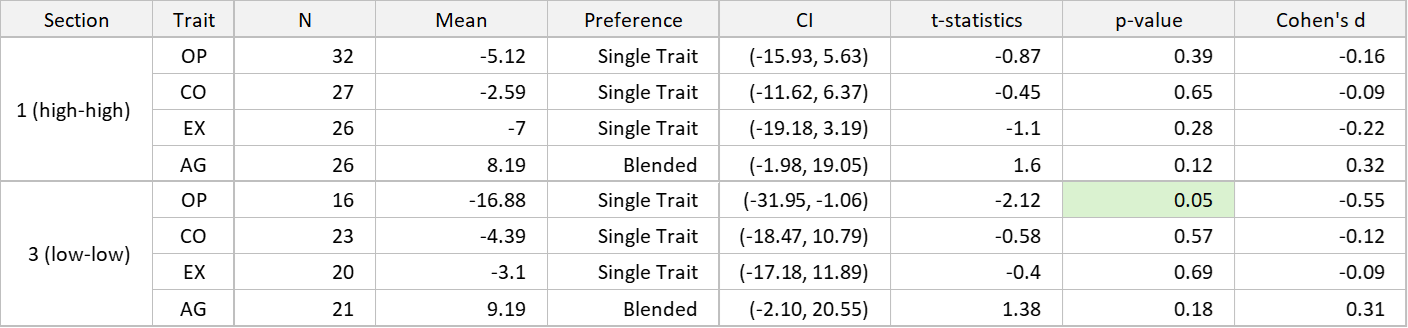 Section Trait N Mean Preference CI t-statistics p-value Cohen's d
1 (high-high)
OP 32 -5.12 Single Trait (-15.93, 5.63) -0.87 0.39 -0.16
CO 27 -2.59 Single Trait (-11.62, 6.37) -0.45 0.65 -0.09
EX 26 -7 Single Trait (-19.18, 3.19) -1.1 0.28 -0.22
AG 26 8.19 Blended (-1.98, 19.05) 1.6 0.12 0.32
3 (low-low)
OP 16 -16.88 Single Trait (-31.95, -1.06) -2.12 0.05 -0.55
CO 23 -4.39 Single Trait (-18.47, 10.79) -0.58 0.57 -0.12
EX 20 -3.1 Single Trait (-17.18, 11.89) -0.4 0.69 -0.09
AG 21 9.19 Blended (-2.10, 20.55) 1.38 0.18 0.31